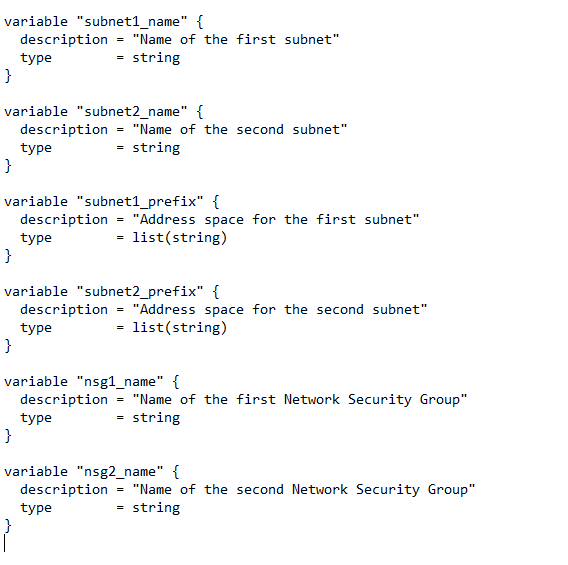 variable "subnet1_name" {
  description = "Name of the first subnet"
  type        = string
}

variable "subnet2_name" {
  description = "Name of the second subnet"
  type        = string
}

variable "subnet1_prefix" {
  description = "Address space for the first subnet"
  type        = list(string)
}

variable "subnet2_prefix" {
  description = "Address space for the second subnet"
  type        = list(string)
}

variable "nsg1_name" {
  description = "Name of the first Network Security Group"
  type        = string
}

variable "nsg2_name" {
  description = "Name of the second Network Security Group"
  type        = string
}